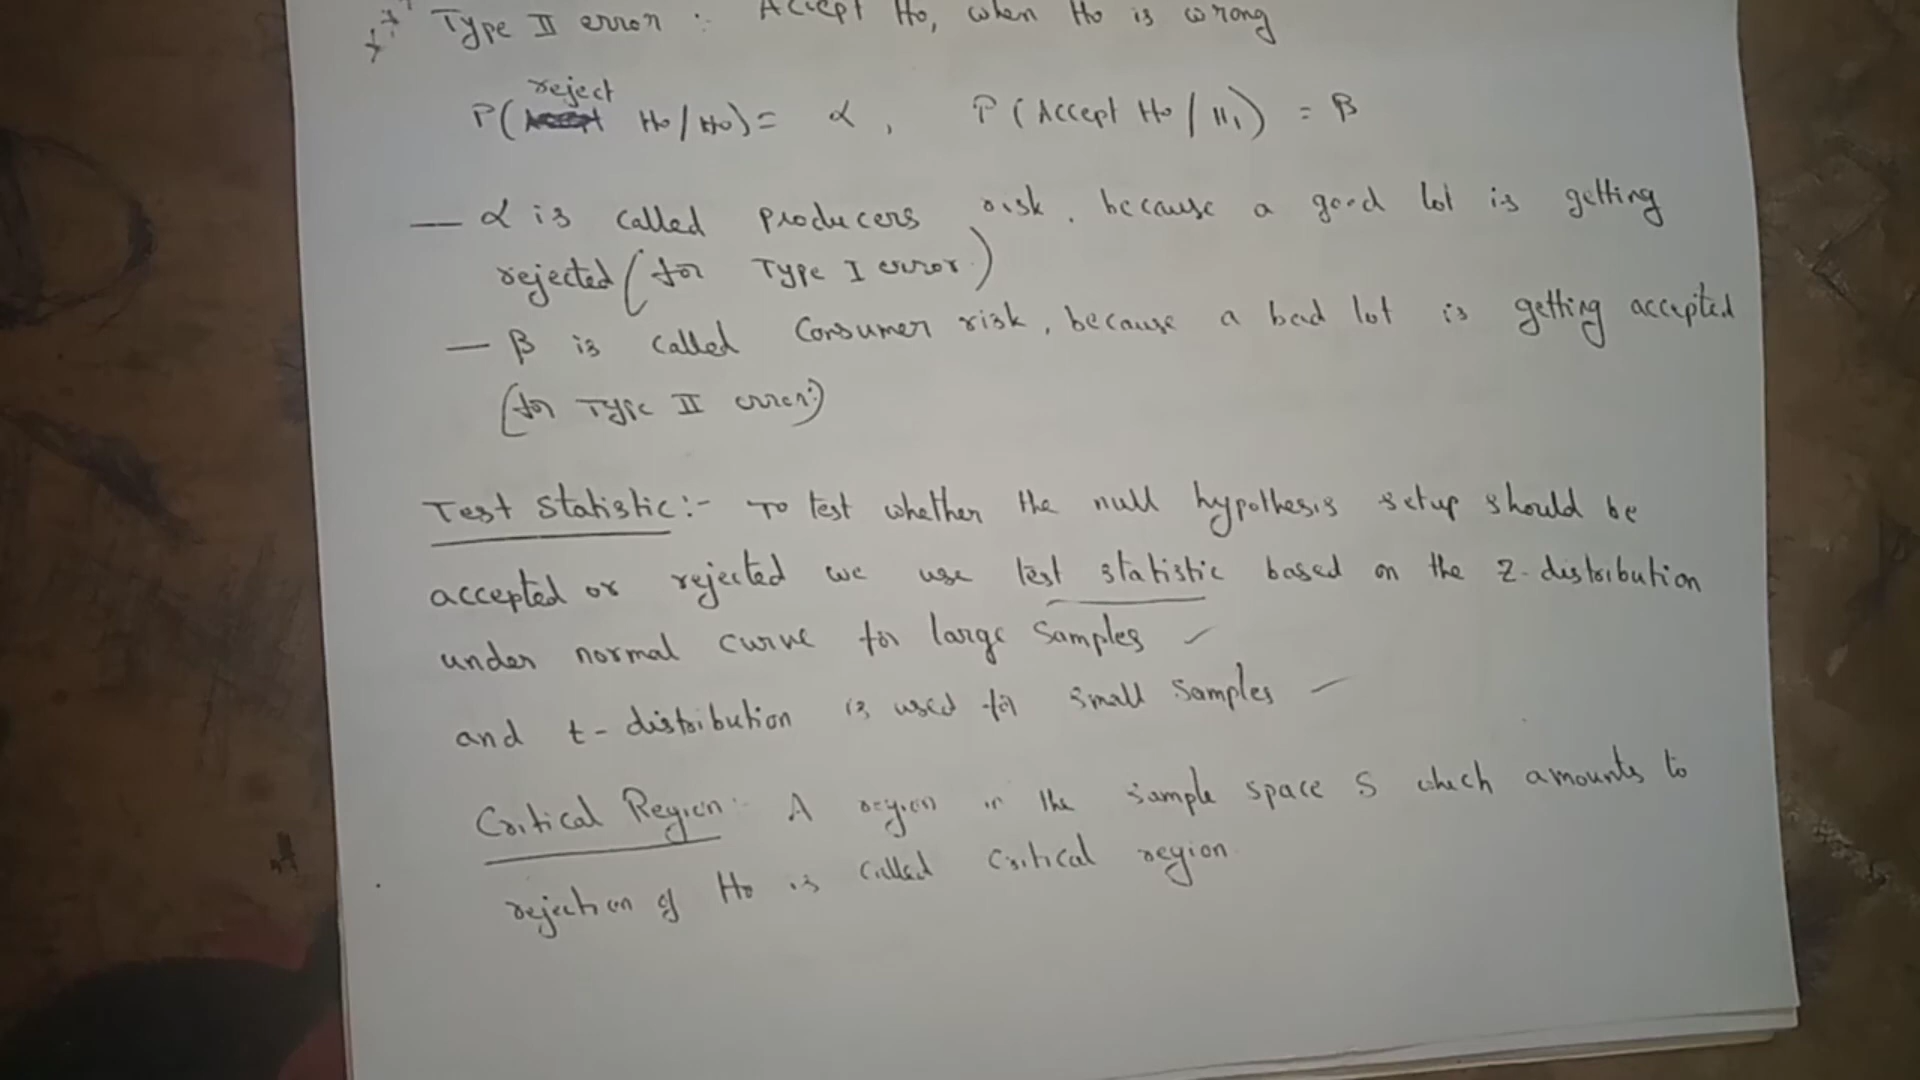 Type II error : Accept Ho, when Ho is wrong
reject
P( Ho / Ho) = α , P (Accept Ho / H1) = β
— α is called producers risk, because a good lot is getting
rejected (for Type I error.)
— β is called Consumer risk, because a bad lot is getting accepted
(for Type II error:)
Test Statistic:- To test whether the null hypothesis setup should be
accepted or rejected we use test statistic based on the Z-distribution
under normal curve for large Samples ✓
and t-distribution is used for small Samples
Critical Region:- A region in the sample space S which amounts to
rejection of Ho is called Critical region.